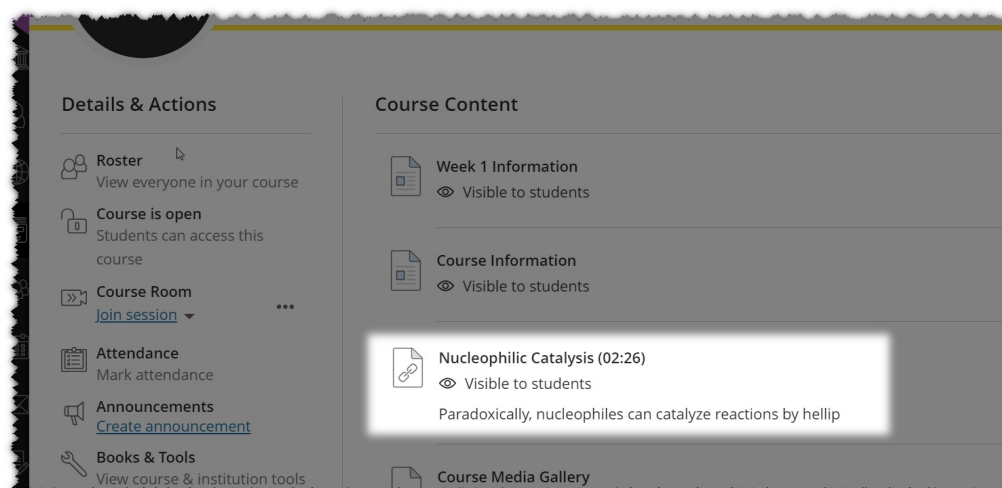 Details & Actions
Roster
View everyone in your course
Course is open
Students can access this
course
Course Room
Join session
Attendance
Mark attendance
Announcements
Create announcement
Books & Tools
View course & institution tools
Course Content
Week 1 Information
Visible to students
Course Information
Visible to students
Nucleophilic Catalysis (02:26)
Visible to students
Paradoxically, nucleophiles can catalyze reactions by hellip
Course Media Gallery